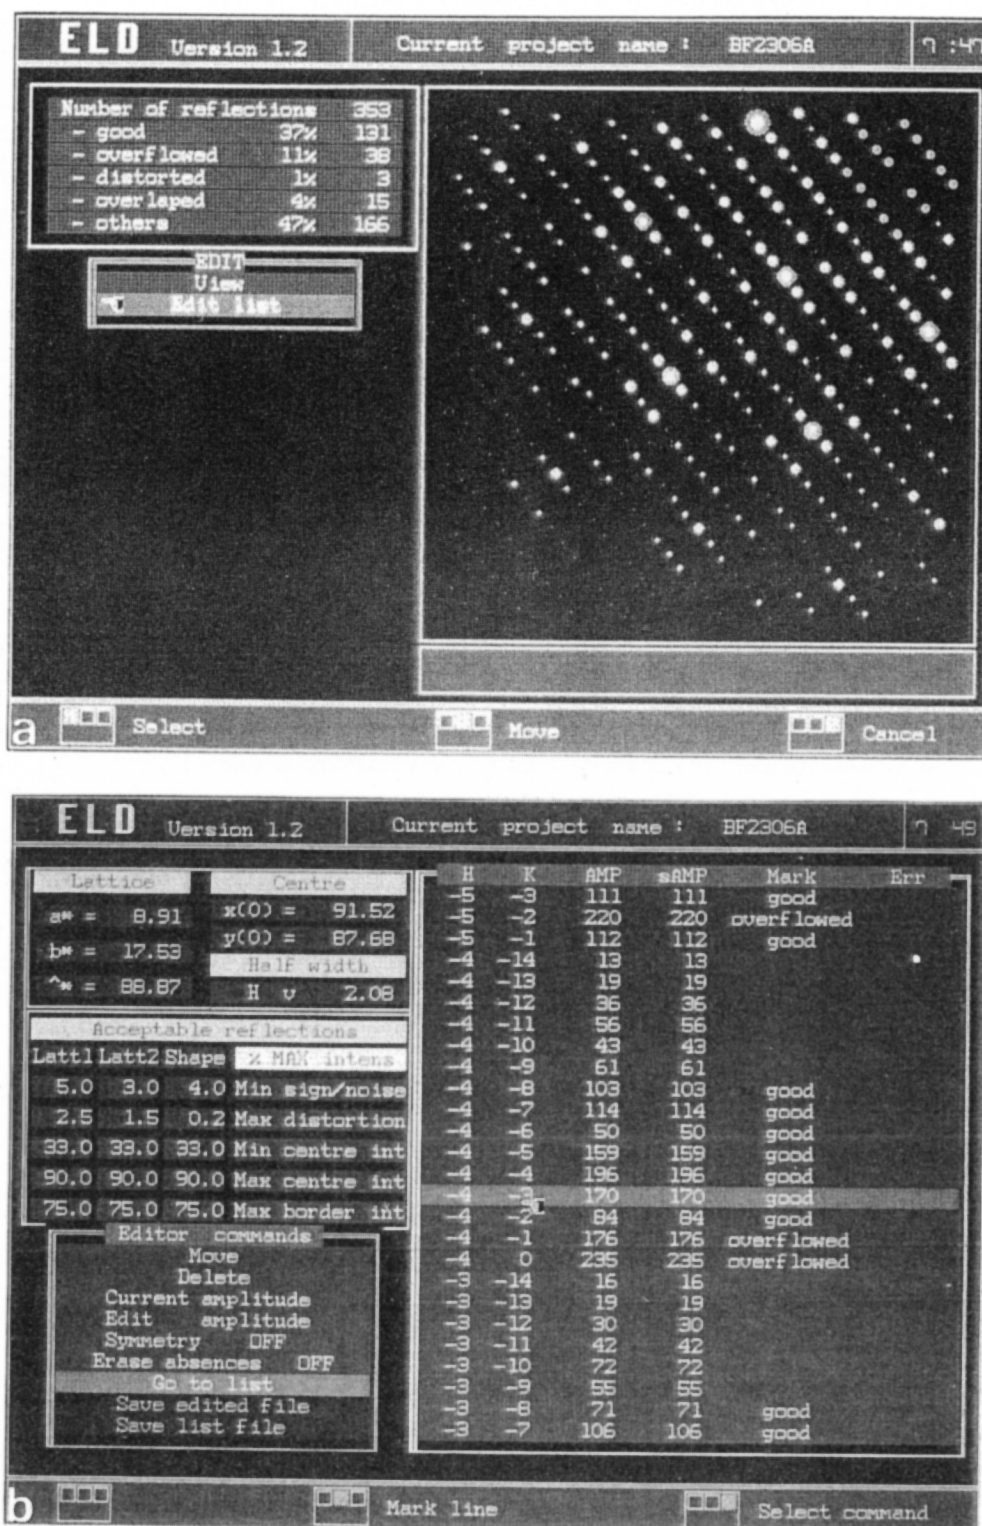 ELD Version 1.2 Current project name : BF2306A 7 :47
Number of reflections 353
- good 37% 131
- overflowed 11% 38
- distorted 1% 3
- overlaped 4% 15
- others 47% 166
EDIT
View
Edit list
a Select Move Cancel
ELD Version 1.2 Current project name : BF2306A 7 49
Lattice Centre
a* = 8.91 x(0) = 91.52
b* = 17.53 y(0) = 87.68
^* = 88.87 Half width
H v 2.08
Acceptable reflections
Latt1 Latt2 Shape % MAX intens
5.0 3.0 4.0 Min sign/noise
2.5 1.5 0.2 Max distortion
33.0 33.0 33.0 Min centre int
90.0 90.0 90.0 Max centre int
75.0 75.0 75.0 Max border int
Editor commands
Move
Delete
Current amplitude
Edit amplitude
Symmetry OFF
Erase absences OFF
Go to list
Save edited file
Save list file
H K AMP sAMP Mark Err
-5 -3 111 111 good
-5 -2 220 220 overflowed
-5 -1 112 112 good
-4 -14 13 13
-4 -13 19 19
-4 -12 36 36
-4 -11 56 56
-4 -10 43 43
-4 -9 61 61
-4 -8 103 103 good
-4 -7 114 114 good
-4 -6 50 50 good
-4 -5 159 159 good
-4 -4 196 196 good
-4 -3 170 170 good
-4 -2 84 84 good
-4 -1 176 176 overflowed
-4 0 235 235 overflowed
-3 -14 16 16
-3 -13 19 19
-3 -12 30 30
-3 -11 42 42
-3 -10 72 72
-3 -9 55 55
-3 -8 71 71 good
-3 -7 106 106 good
b Mark line Select command